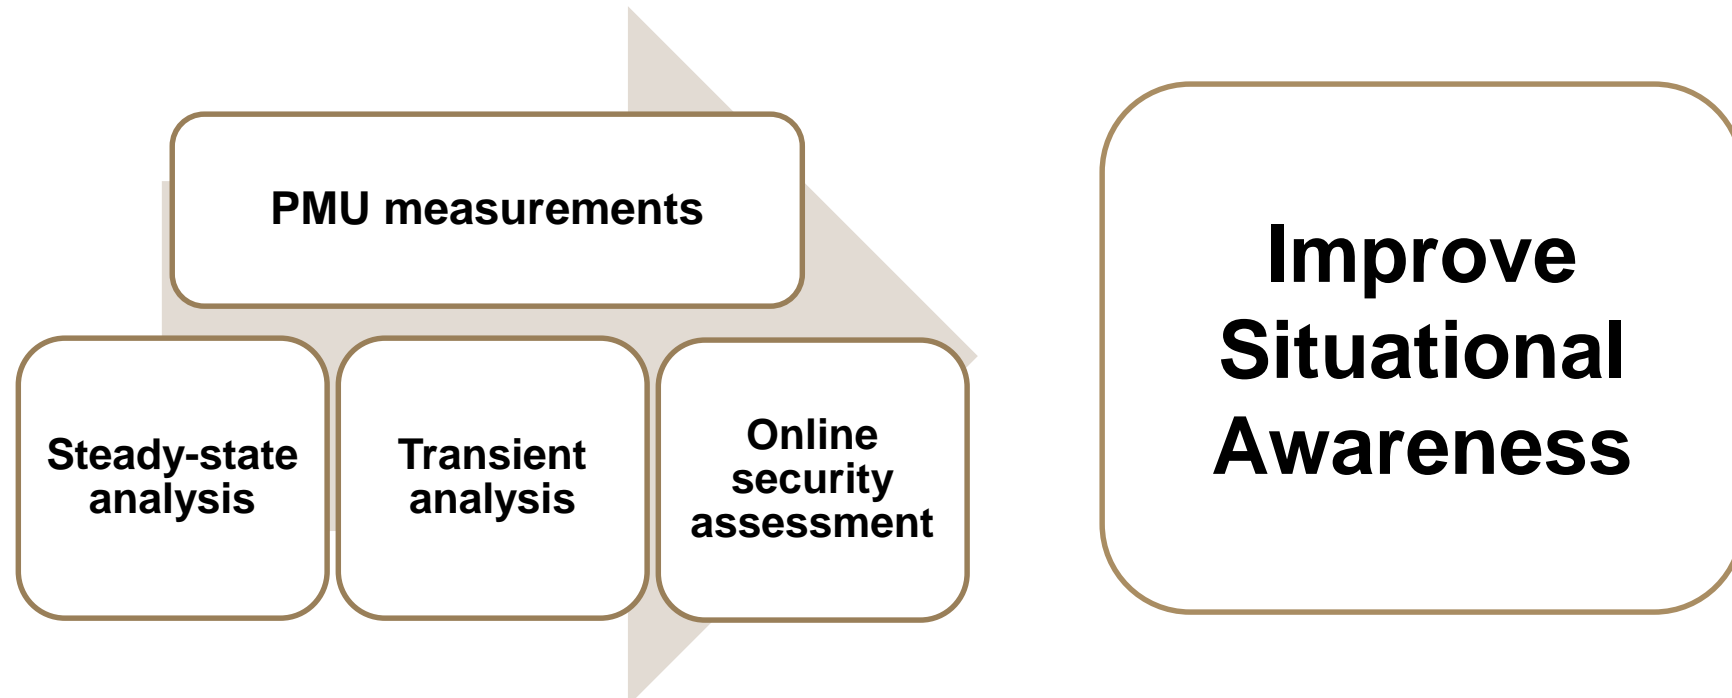 PMU measurements
Steady-state
analysis
Transient
analysis
Online
security
assessment
Improve
Situational
Awareness